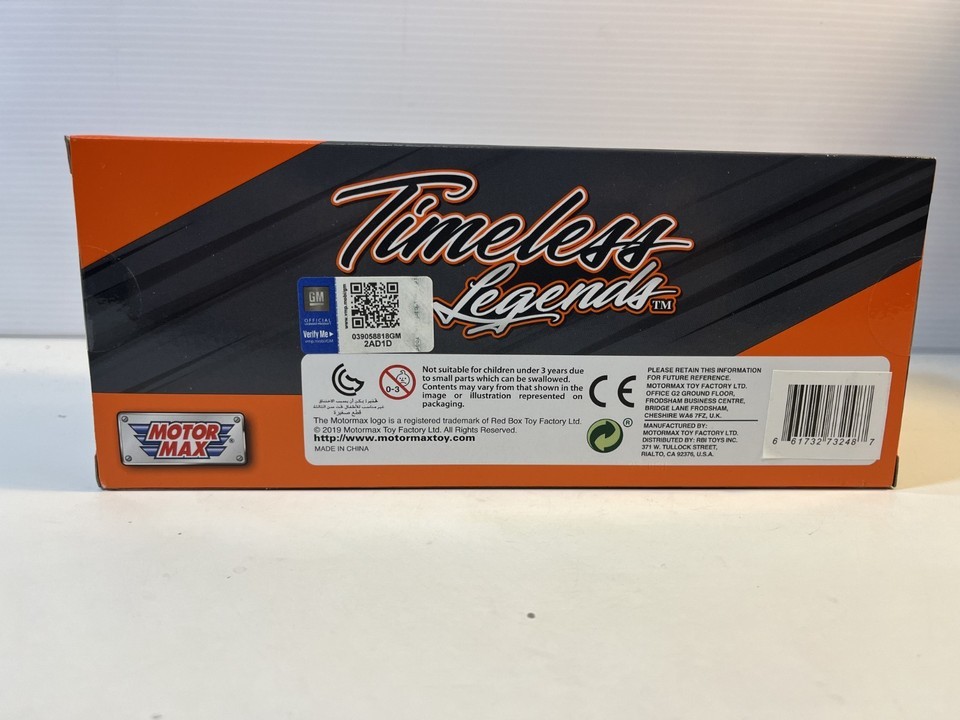 Timeless
Legends™
GM
OFFICIAL
Verify Me ▶
www.vmp.mobi/gm
039058818GM
2AD1D
0-3
Not suitable for children under 3 years due
to small parts which can be swallowed.
Contents may vary from that shown in the
image or illustration represented on
packaging.
The Motormax logo is a registered trademark of Red Box Toy Factory Ltd.
© 2019 Motormax Toy Factory Ltd. All Rights Reserved.
http://www.motormaxtoy.com
MADE IN CHINA
CE
®
PLEASE RETAIN THIS INFORMATION
FOR FUTURE REFERENCE.
MOTORMAX TOY FACTORY LTD.
OFFICE G2 GROUND FLOOR,
FRODSHAM BUSINESS CENTRE,
BRIDGE LANE FRODSHAM,
CHESHIRE WA6 7FZ, U.K.
MANUFACTURED BY:
MOTORMAX TOY FACTORY LTD.
DISTRIBUTED BY: RBI TOYS INC.
371 W. TULLOCK STREET,
RIALTO, CA 92376, U.S.A.
6 61732 73248 7
MOTOR
MAX®